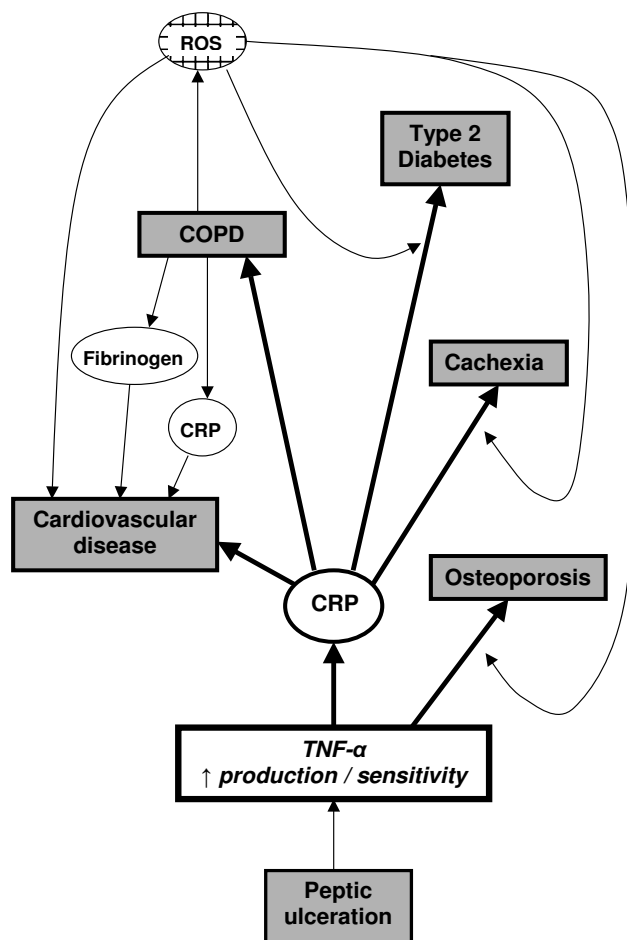 ROS
Type 2
Diabetes
COPD
Fibrinogen
Cachexia
CRP
Cardiovascular
disease
Osteoporosis
CRP
TNF-α
↑ production / sensitivity
Peptic
ulceration